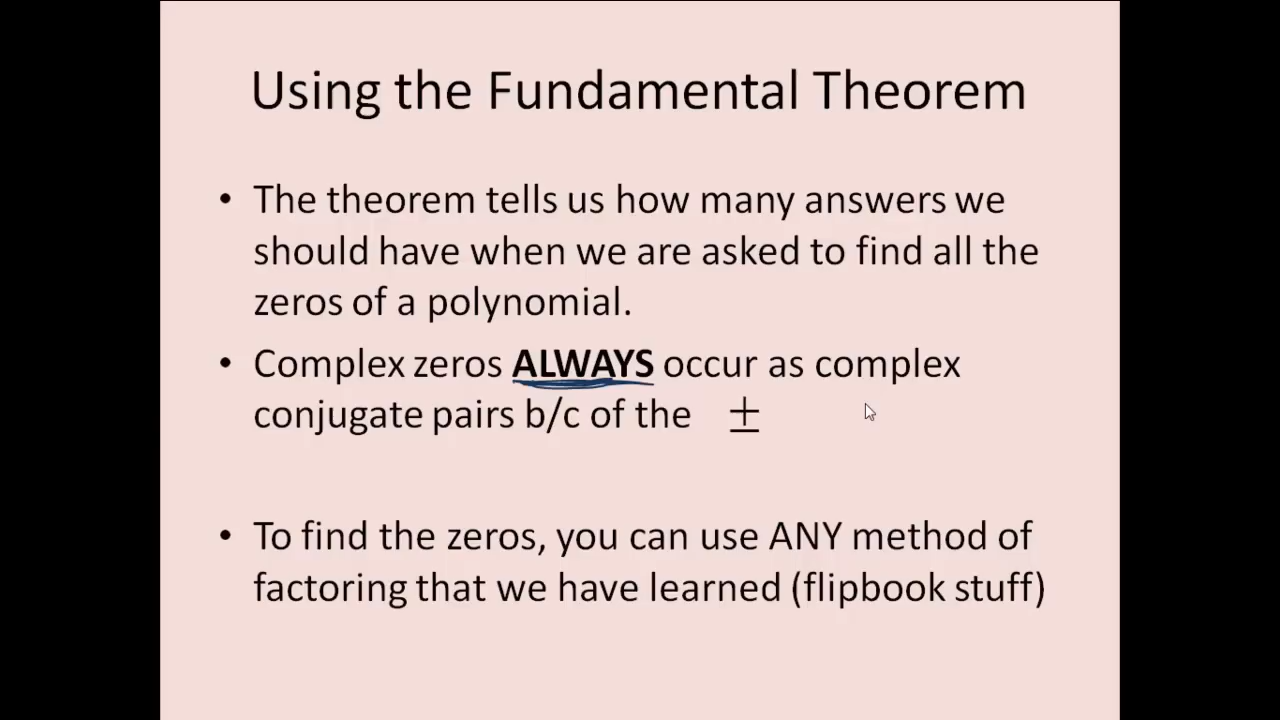 Using the Fundamental Theorem
• The theorem tells us how many answers we
should have when we are asked to find all the
zeros of a polynomial.
• Complex zeros ALWAYS occur as complex
conjugate pairs b/c of the ±
• To find the zeros, you can use ANY method of
factoring that we have learned (flipbook stuff)